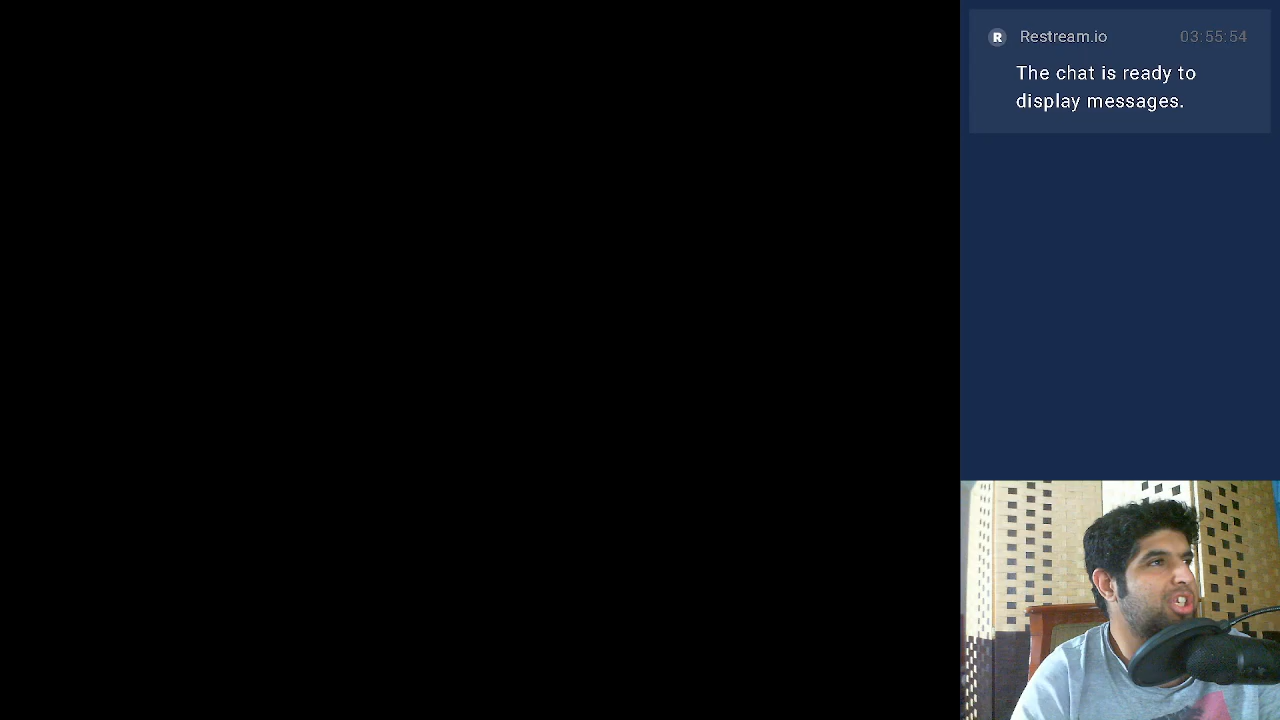 R Restream.io 03:55:54
The chat is ready to
display messages.